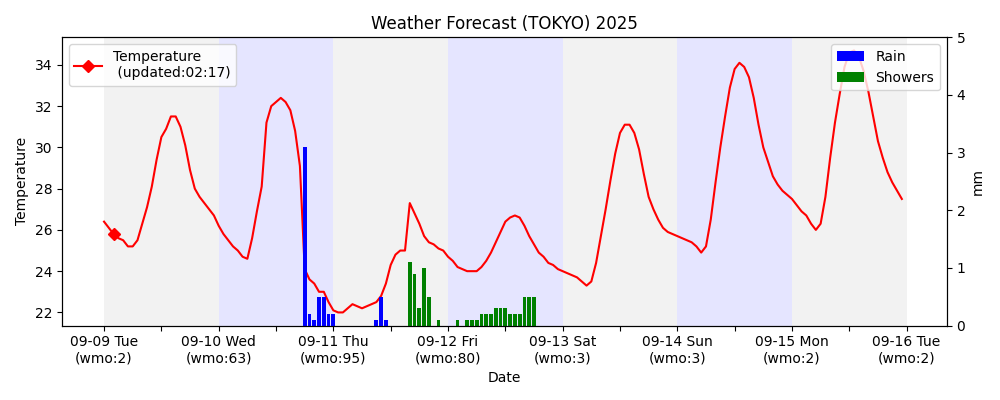 Weather Forecast (TOKYO) 2025
Temperature
(updated:02:17)
Rain
Showers
Temperature
34
32
30
28
26
24
22
5
4
3
2
1
0
mm
09-09 Tue
(wmo:2)
09-10 Wed
(wmo:63)
09-11 Thu
(wmo:95)
09-12 Fri
(wmo:80)
09-13 Sat
(wmo:3)
09-14 Sun
(wmo:3)
09-15 Mon
(wmo:2)
09-16 Tue
(wmo:2)
Date